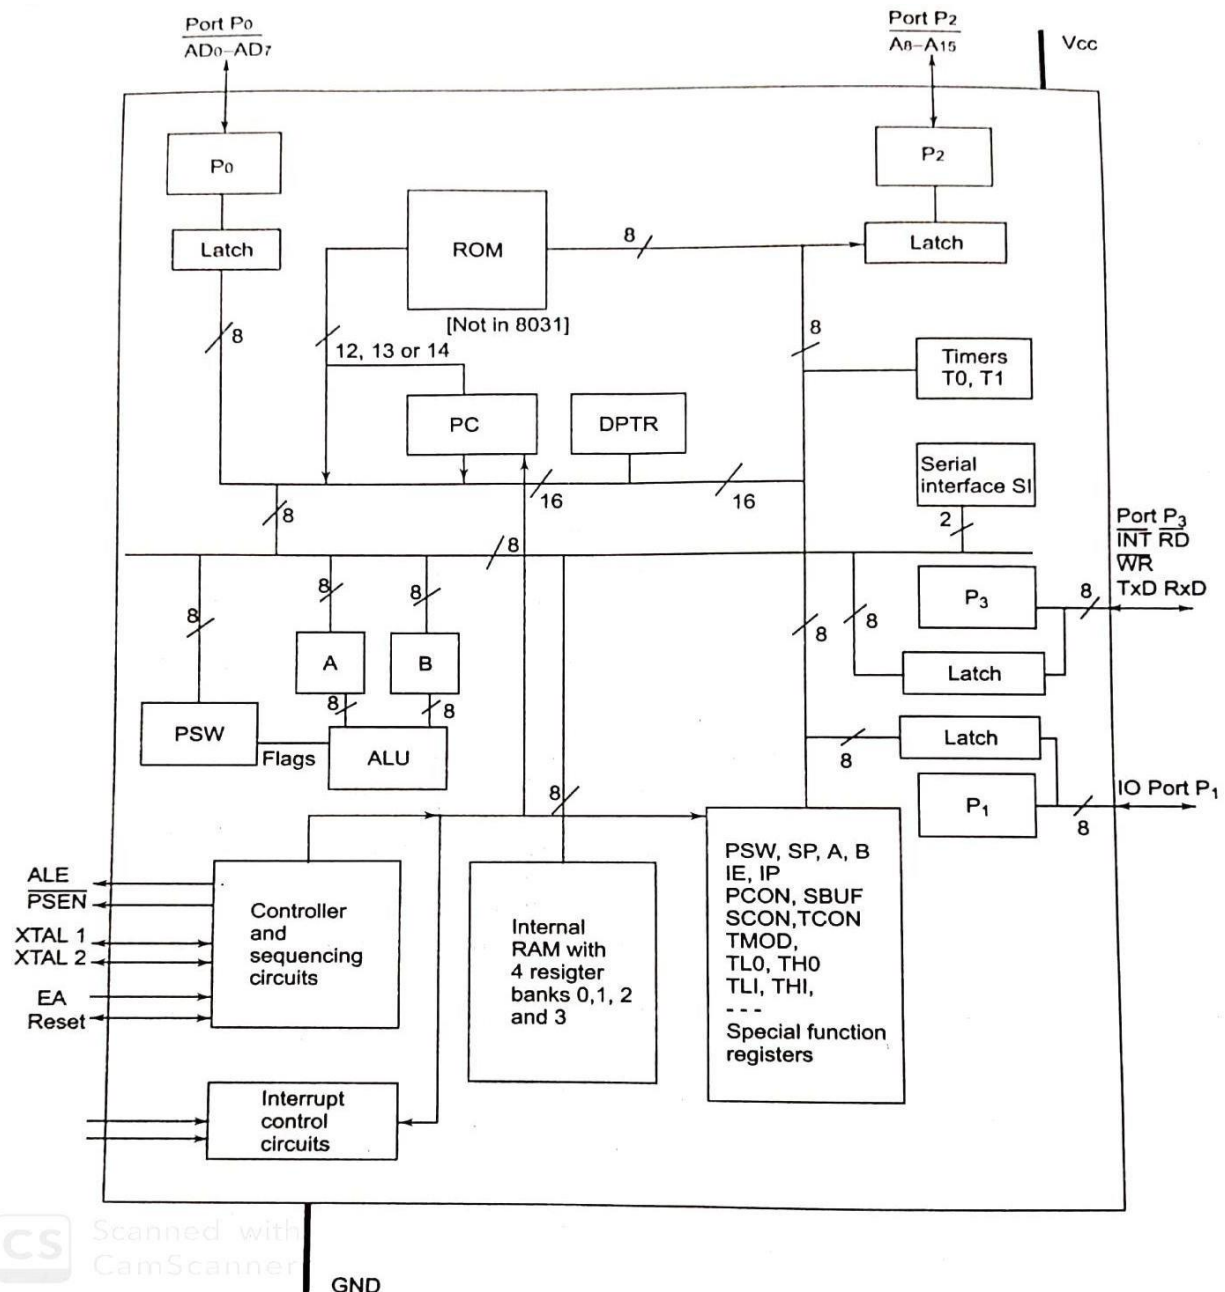 Port P0
AD0–AD7
Port P2
A8–A15
Vcc
P0
P2
Latch
ROM
8
Latch
[Not in 8031]
8
8
12, 13 or 14
Timers
T0, T1
PC
DPTR
Serial
interface SI
16
16
8
2
Port P3
INT RD
WR
TxD RxD
8
8
8
8
P3
8
8
8
8
A
B
Latch
8
8
PSW
Flags
ALU
Latch
8
P1
IO Port P1
8
8
PSW, SP, A, B
IE, IP
PCON, SBUF
SCON,TCON
TMOD,
TL0, TH0
TLI, THI,
- - -
Special function
registers
ALE
PSEN
XTAL 1
XTAL 2
EA
Reset
Controller
and
sequencing
circuits
Internal
RAM with
4 resigter
banks 0,1, 2
and 3
Interrupt
control
circuits
CS
Scanned with
CamScanner
GND